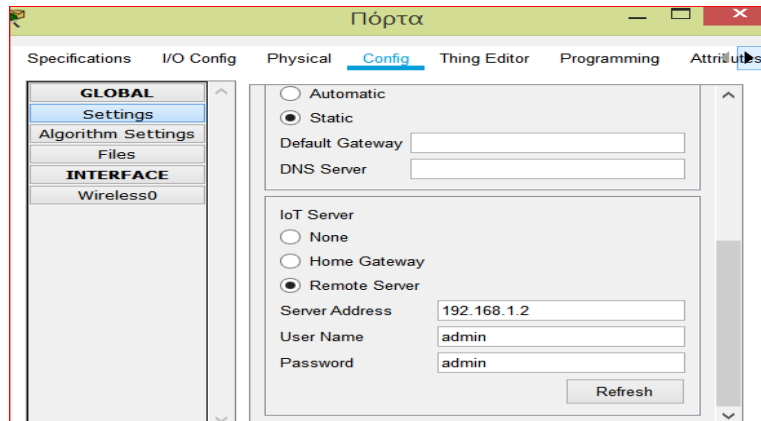 Πόρτα
Specifications I/O Config Physical Config Thing Editor Programming Attributes
GLOBAL
Settings
Algorithm Settings
Files
INTERFACE
Wireless0
Automatic
Static
Default Gateway
DNS Server
IoT Server
None
Home Gateway
Remote Server
Server Address 192.168.1.2
User Name admin
Password admin
Refresh